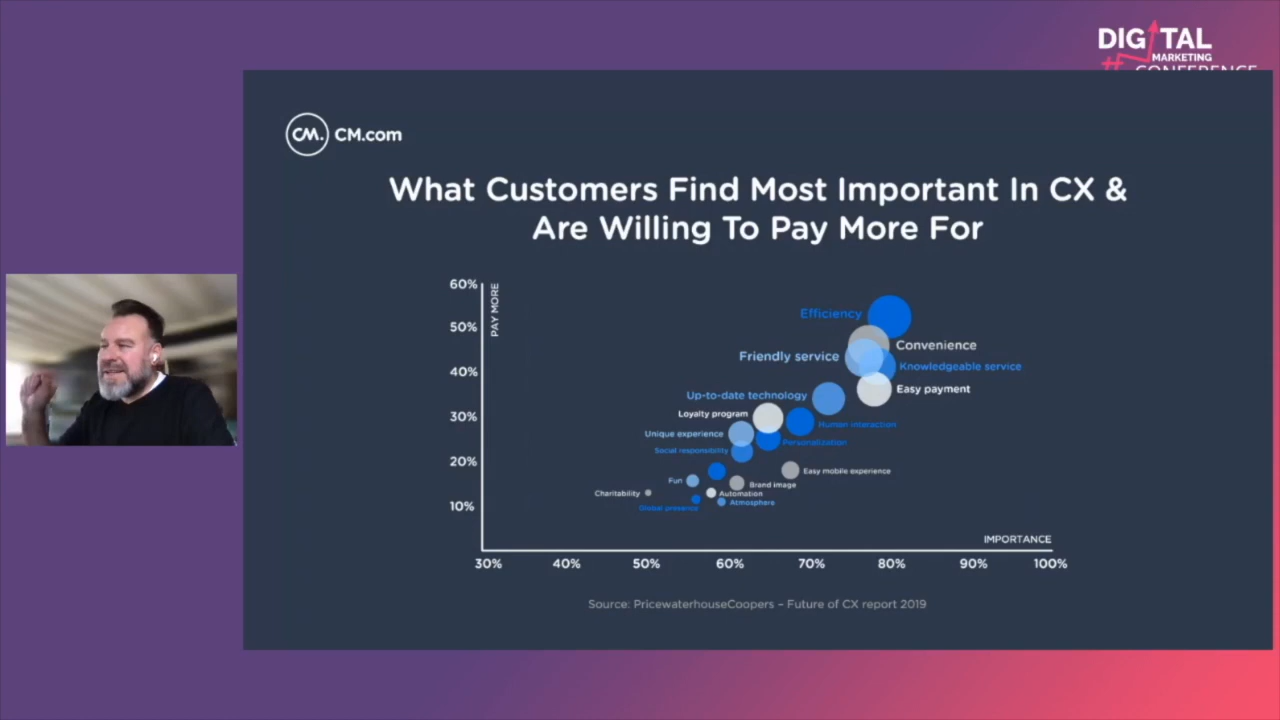 DIGITAL
MARKETING
#CONFERENCE
CM. CM.com
What Customers Find Most Important In CX &
Are Willing To Pay More For
60%
PAY MORE
50%
40%
30%
20%
10%
Efficiency
Convenience
Friendly service
Knowledgeable service
Easy payment
Up-to-date technology
Loyalty program
Human interaction
Unique experience
Personalization
Social responsibility
Easy mobile experience
Fun
Brand image
Charitability
Automation
Atmosphere
Global presence
IMPORTANCE
30% 40% 50% 60% 70% 80% 90% 100%
Source: PricewaterhouseCoopers – Future of CX report 2019